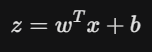 z = w^T x + b